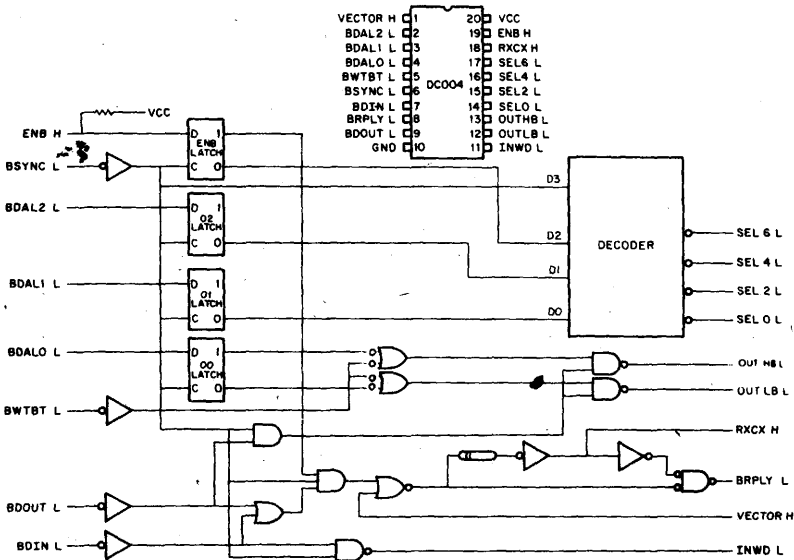 VECTOR H 1 20 VCC
BDAL2 L 2 19 ENB H
BDAL1 L 3 18 RXCX H
BDAL0 L 4 17 SEL6 L
BWTBT L 5 16 SEL4 L
BSYNC L 6 15 SEL2 L
BDIN L 7 14 SEL0 L
BRPLY L 8 13 OUTHB L
BDOUT L 9 12 OUTLB L
GND 10 11 INWD L
DC004
VCC
ENB H
D 1
ENB
LATCH
C 0
BSYNC L
D3
BDAL2 L
D 1
02
LATCH
C 0
D2
DECODER
SEL 6 L
SEL 4 L
D1
BDAL1 L
D 1
01
LATCH
C 0
SEL 2 L
D0
SEL 0 L
BDAL0 L
D 1
00
LATCH
C 0
OUT HB L
OUT LB L
BWTBT L
RXCX H
BRPLY L
BDOUT L
VECTOR H
BDIN L
INWD L